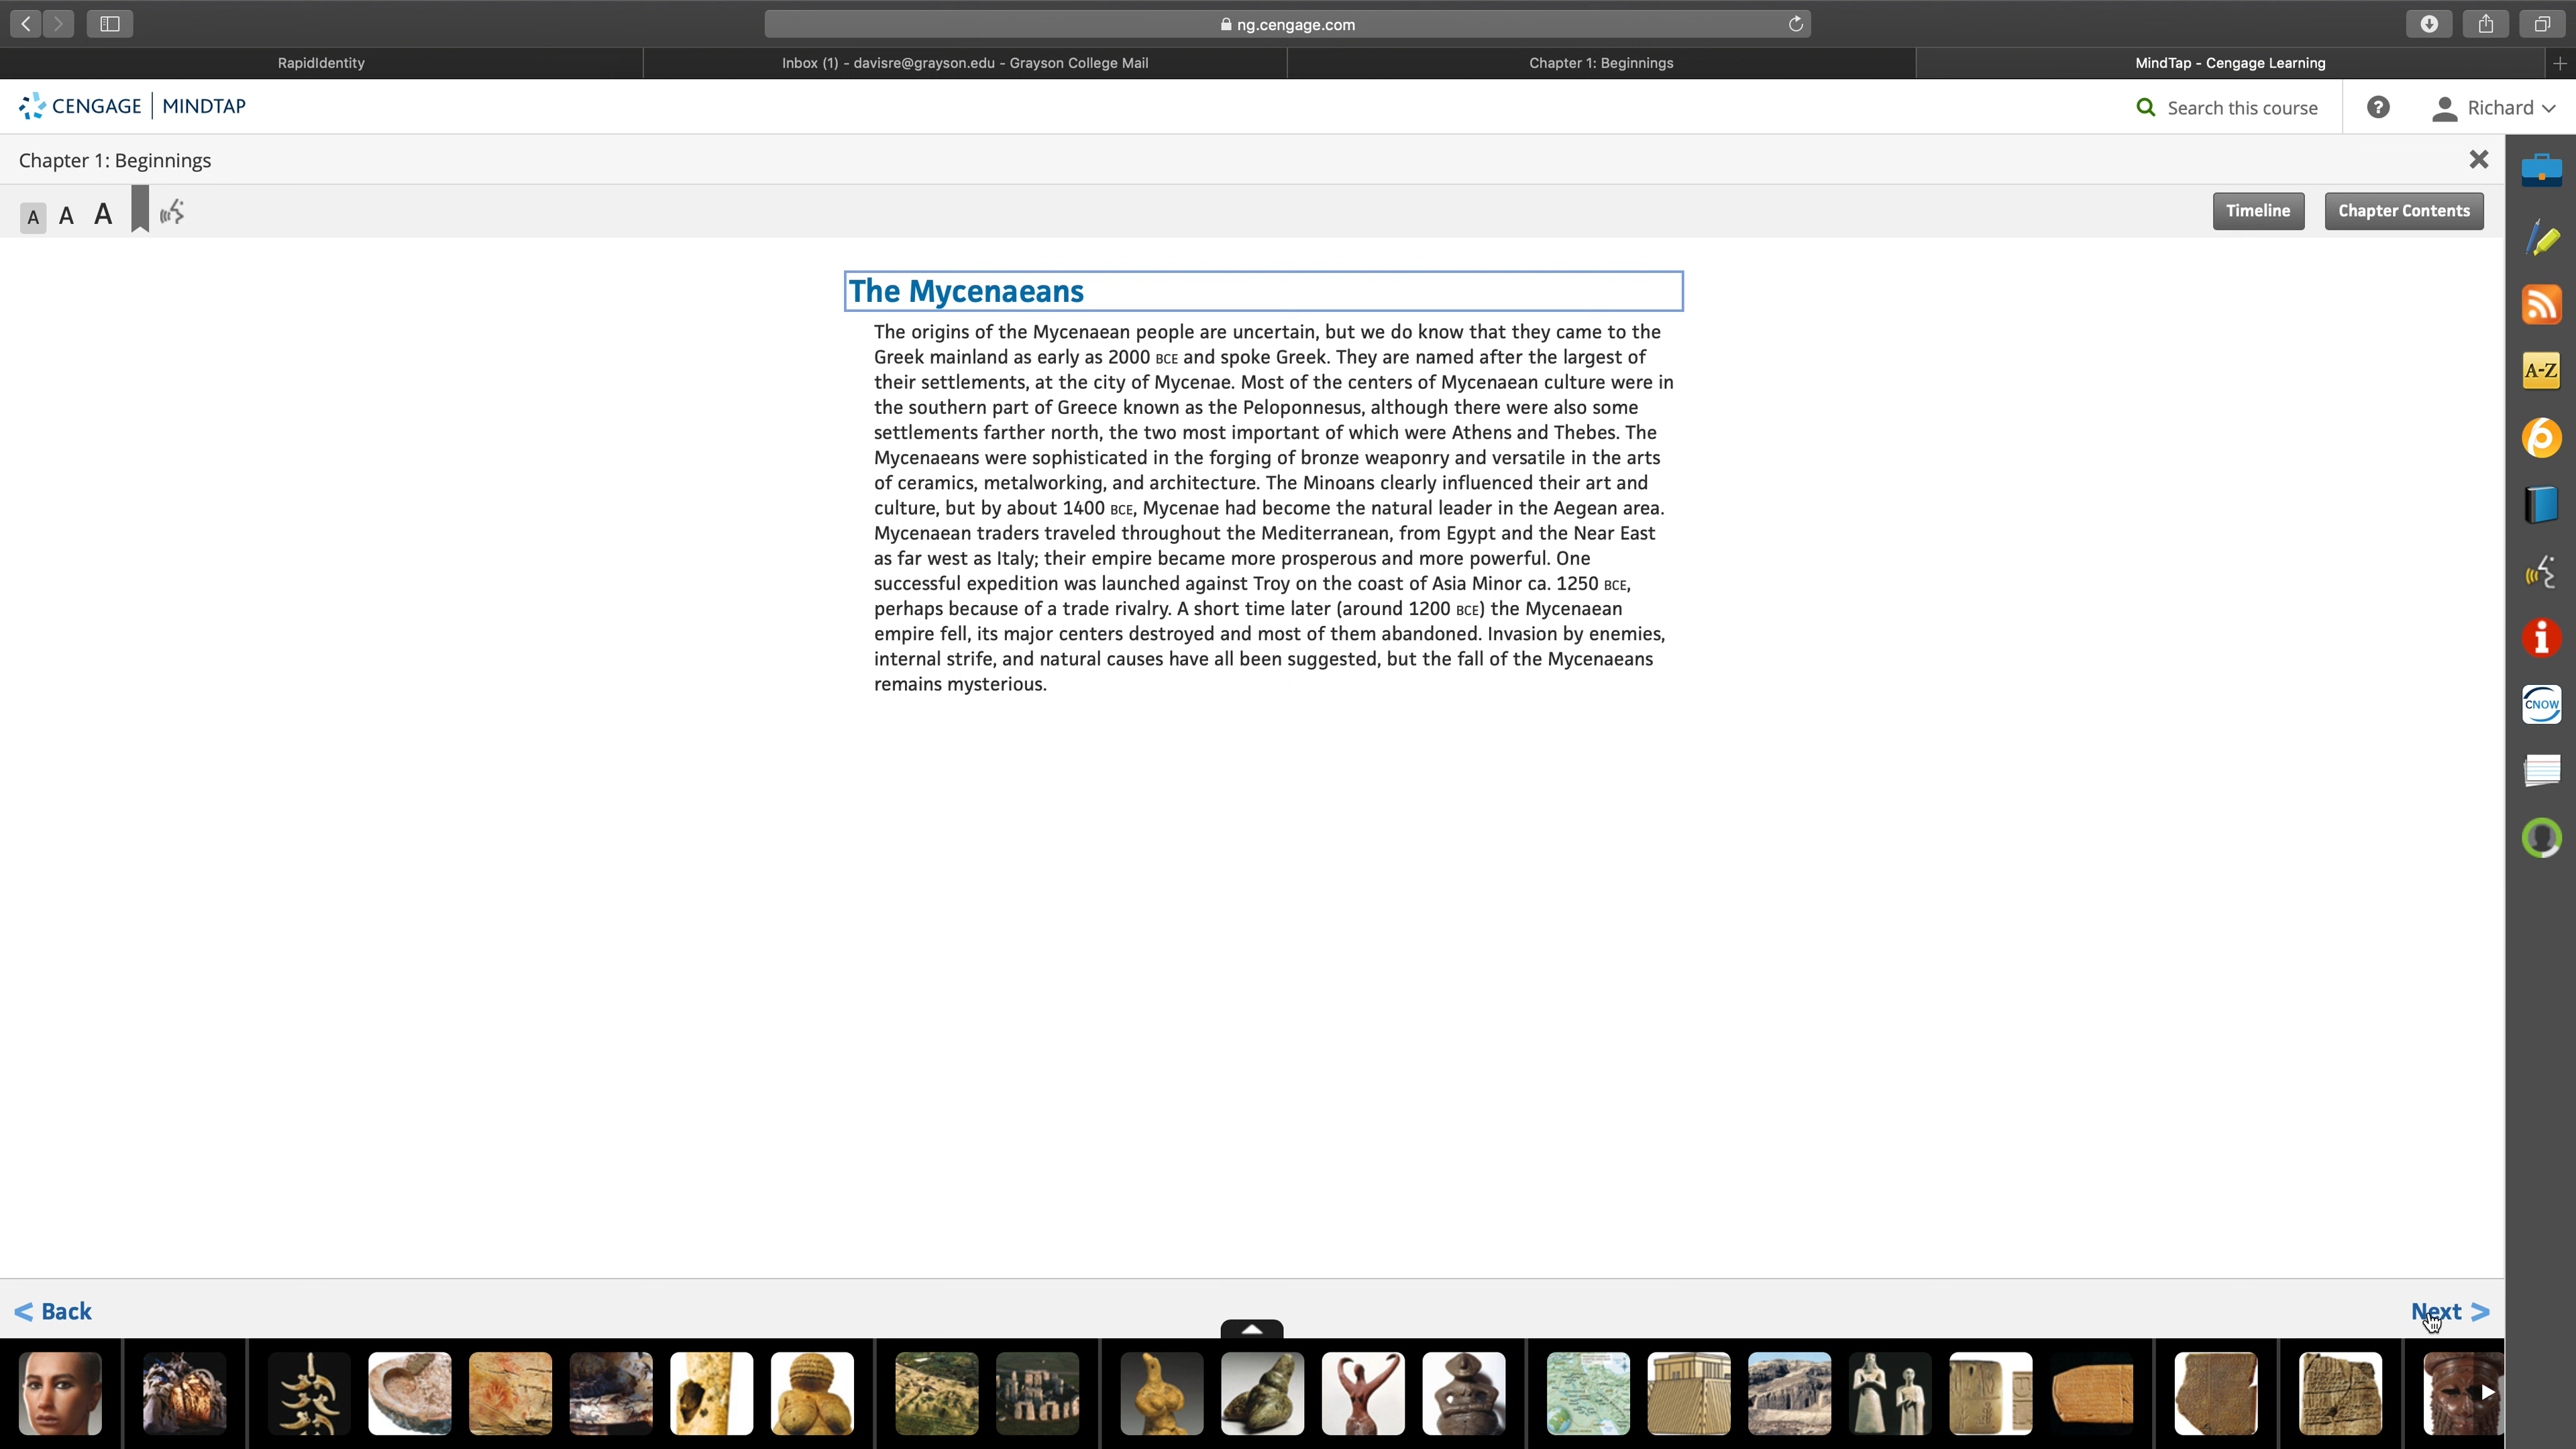 ng.cengage.com
RapidIdentity
Inbox (1) - davisre@grayson.edu - Grayson College Mail
Chapter 1: Beginnings
MindTap - Cengage Learning
CENGAGE | MINDTAP
Search this course
?
Richard
Chapter 1: Beginnings
A A A
Timeline
Chapter Contents
The Mycenaeans
The origins of the Mycenaean people are uncertain, but we do know that they came to the
Greek mainland as early as 2000 BCE and spoke Greek. They are named after the largest of
their settlements, at the city of Mycenae. Most of the centers of Mycenaean culture were in
the southern part of Greece known as the Peloponnesus, although there were also some
settlements farther north, the two most important of which were Athens and Thebes. The
Mycenaeans were sophisticated in the forging of bronze weaponry and versatile in the arts
of ceramics, metalworking, and architecture. The Minoans clearly influenced their art and
culture, but by about 1400 BCE, Mycenae had become the natural leader in the Aegean area.
Mycenaean traders traveled throughout the Mediterranean, from Egypt and the Near East
as far west as Italy; their empire became more prosperous and more powerful. One
successful expedition was launched against Troy on the coast of Asia Minor ca. 1250 BCE,
perhaps because of a trade rivalry. A short time later (around 1200 BCE) the Mycenaean
empire fell, its major centers destroyed and most of them abandoned. Invasion by enemies,
internal strife, and natural causes have all been suggested, but the fall of the Mycenaeans
remains mysterious.
A-Z
CNOW
< Back
Next >